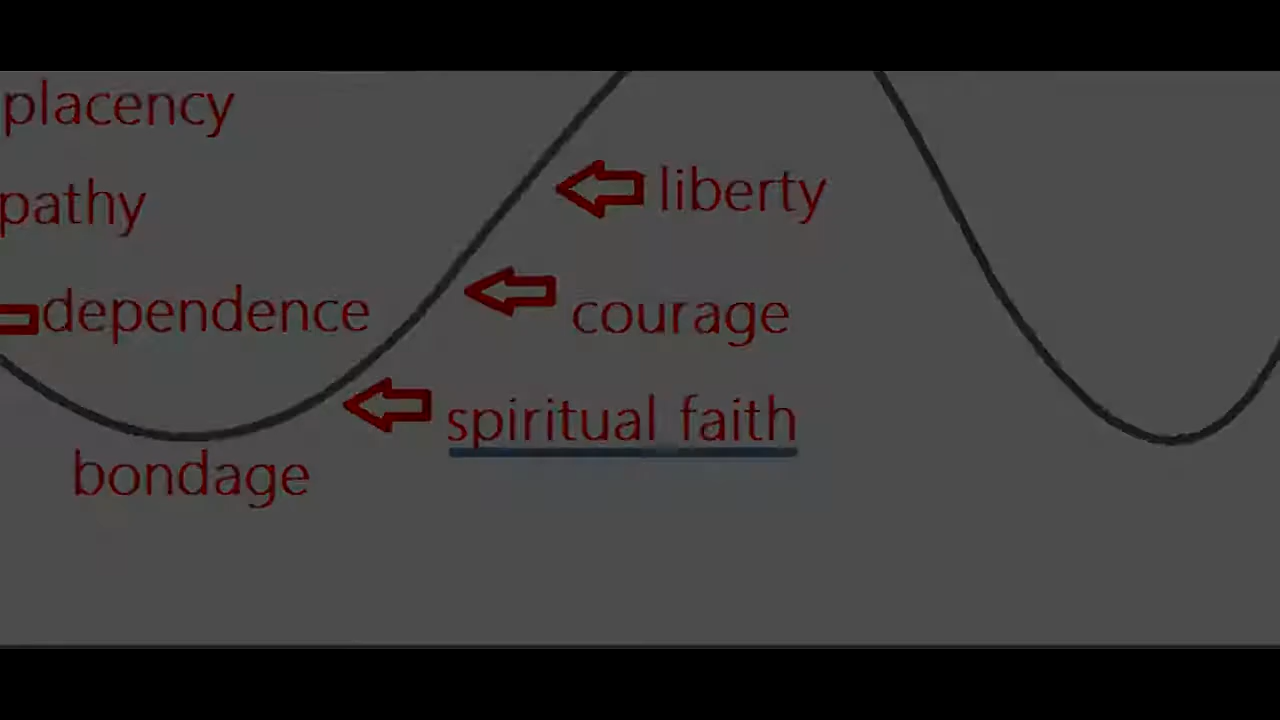 placency
pathy
liberty
dependence
courage
spiritual faith
bondage